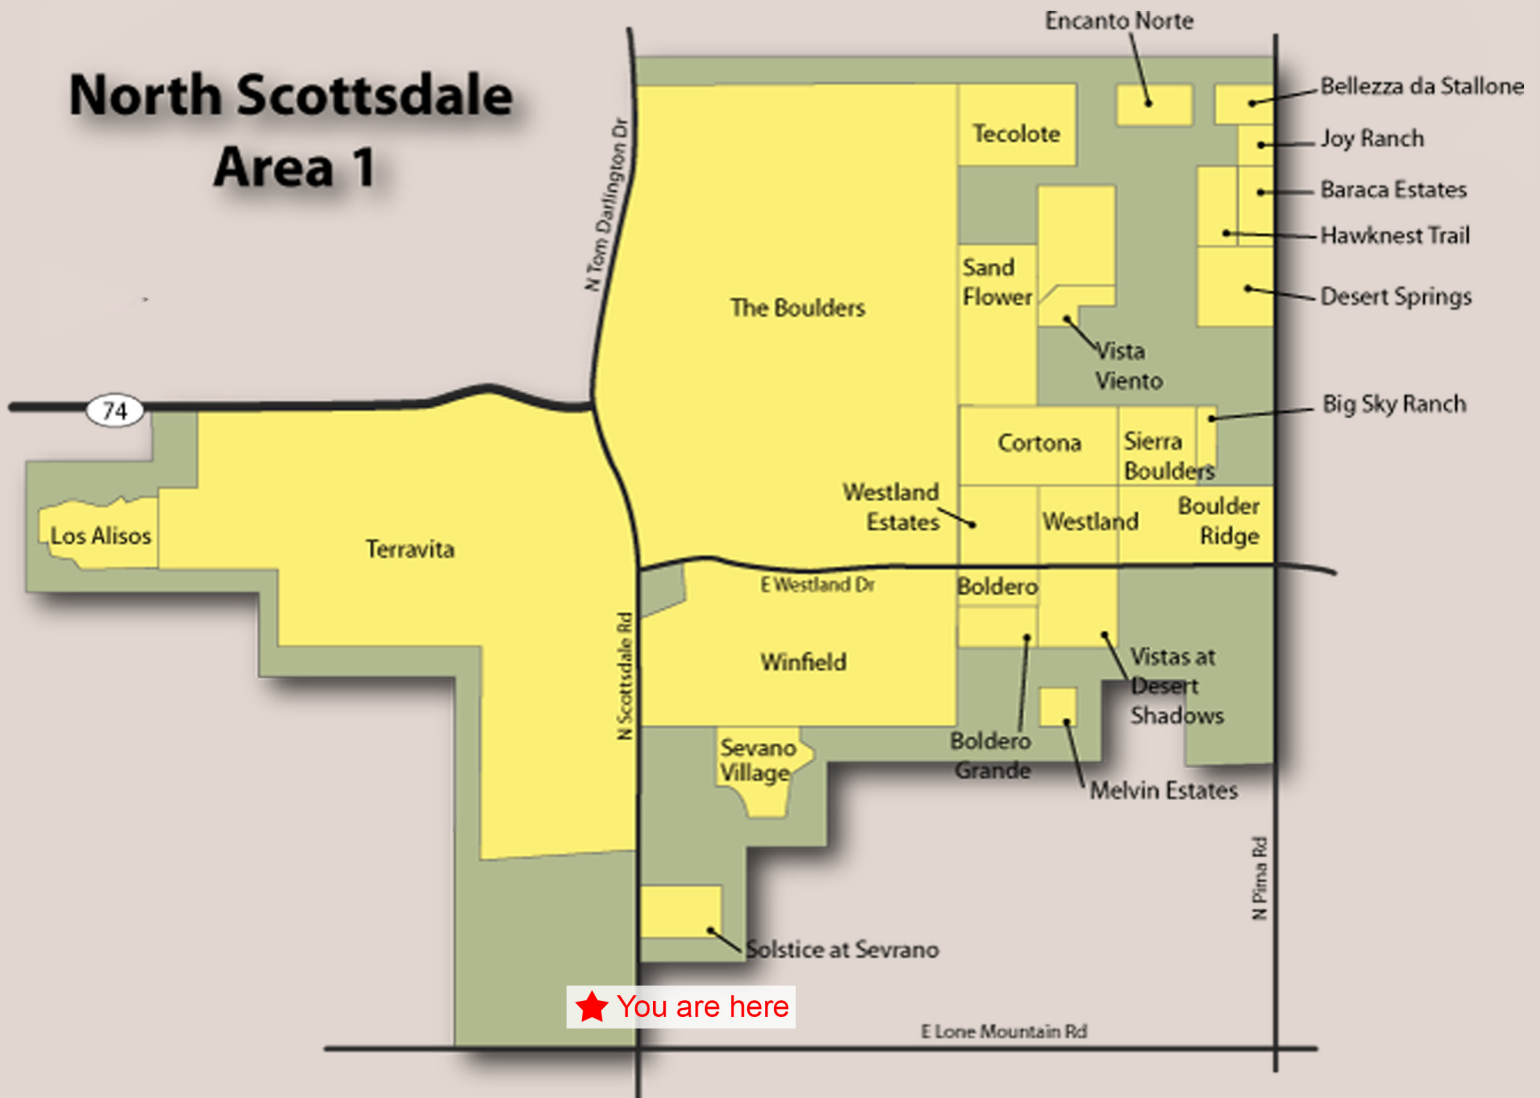 North Scottsdale
Area 1
Encanto Norte
Bellezza da Stallone
Joy Ranch
Baraca Estates
Hawknest Trail
Desert Springs
Tecolote
N Tom Darlington Dr
Sand
Flower
The Boulders
Vista
Viento
Big Sky Ranch
74
Cortona
Sierra
Boulders
Westland
Estates
Westland
Boulder
Ridge
Los Alisos
Terravita
E Westland Dr
Boldero
N Scottsdale Rd
Winfield
Vistas at
Desert
Shadows
Sevano
Village
Boldero
Grande
Melvin Estates
N Pima Rd
Solstice at Sevrano
You are here
E Lone Mountain Rd